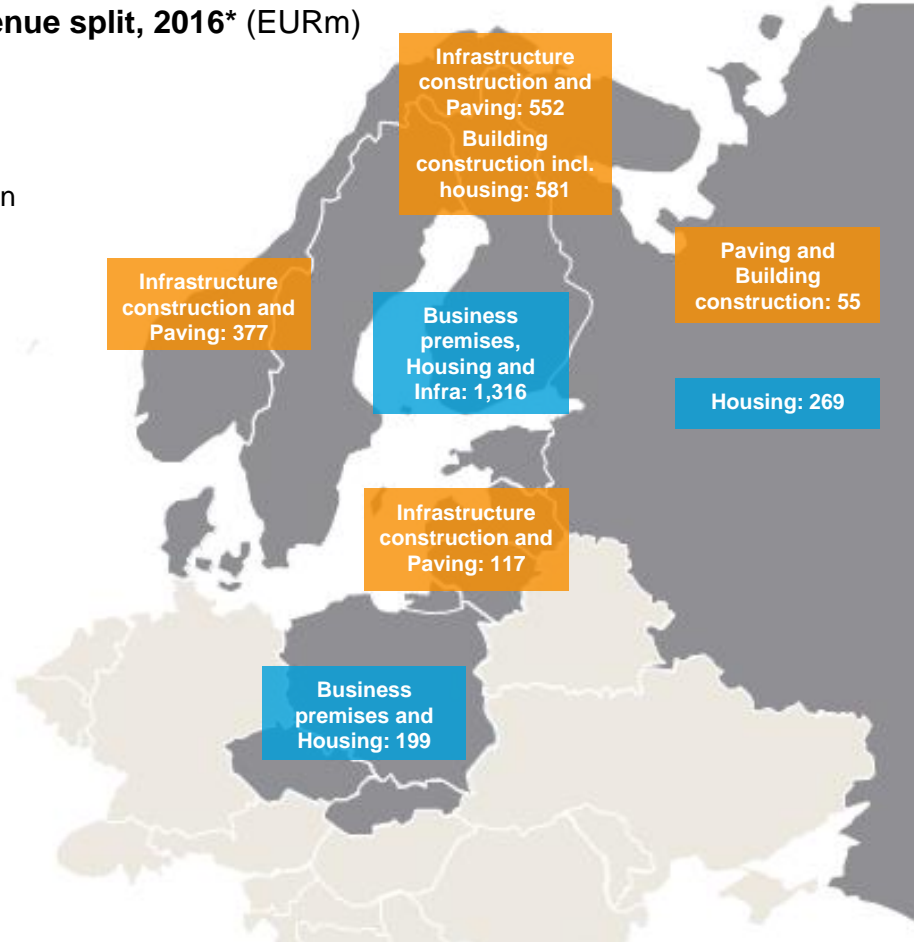 enue split, 2016* (EURm)
Infrastructure
construction and
Paving: 552
Building
construction incl.
housing: 581
n
Paving and
Building
construction: 55
Infrastructure
construction and
Paving: 377
Business
premises,
Housing and
Infra: 1,316
Housing: 269
Infrastructure
construction and
Paving: 117
Business
premises and
Housing: 199